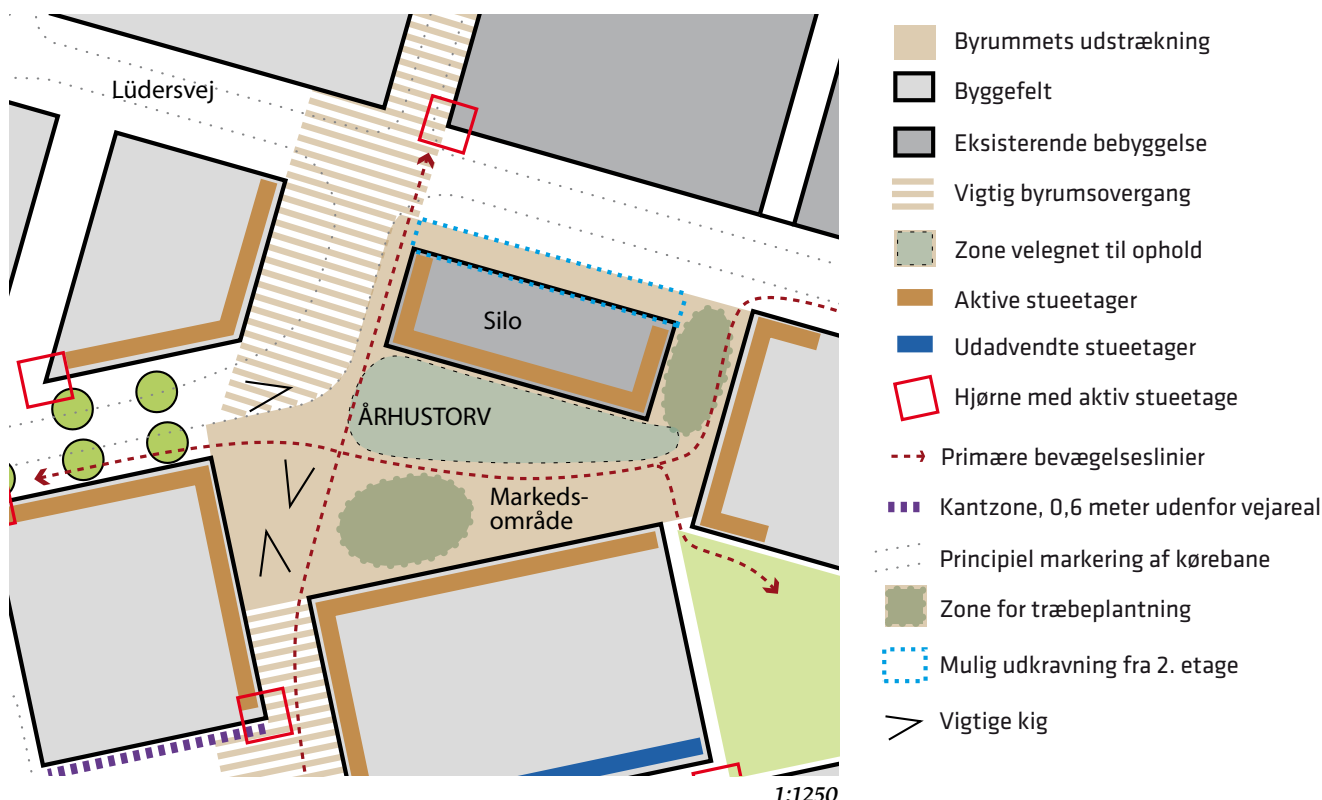 Lüdersvej
Silo
ÅRHUSTORV
Markeds-
område
Byrummets udstrækning
Byggefelt
Eksisterende bebyggelse
Vigtig byrumsovergang
Zone velegnet til ophold
Aktive stueetager
Udadvendte stueetager
Hjørne med aktiv stueetage
Primære bevægelseslinier
Kantzone, 0,6 meter udenfor vejareal
Principiel markering af kørebane
Zone for træbeplantning
Mulig udkravning fra 2. etage
Vigtige kig
1:1250